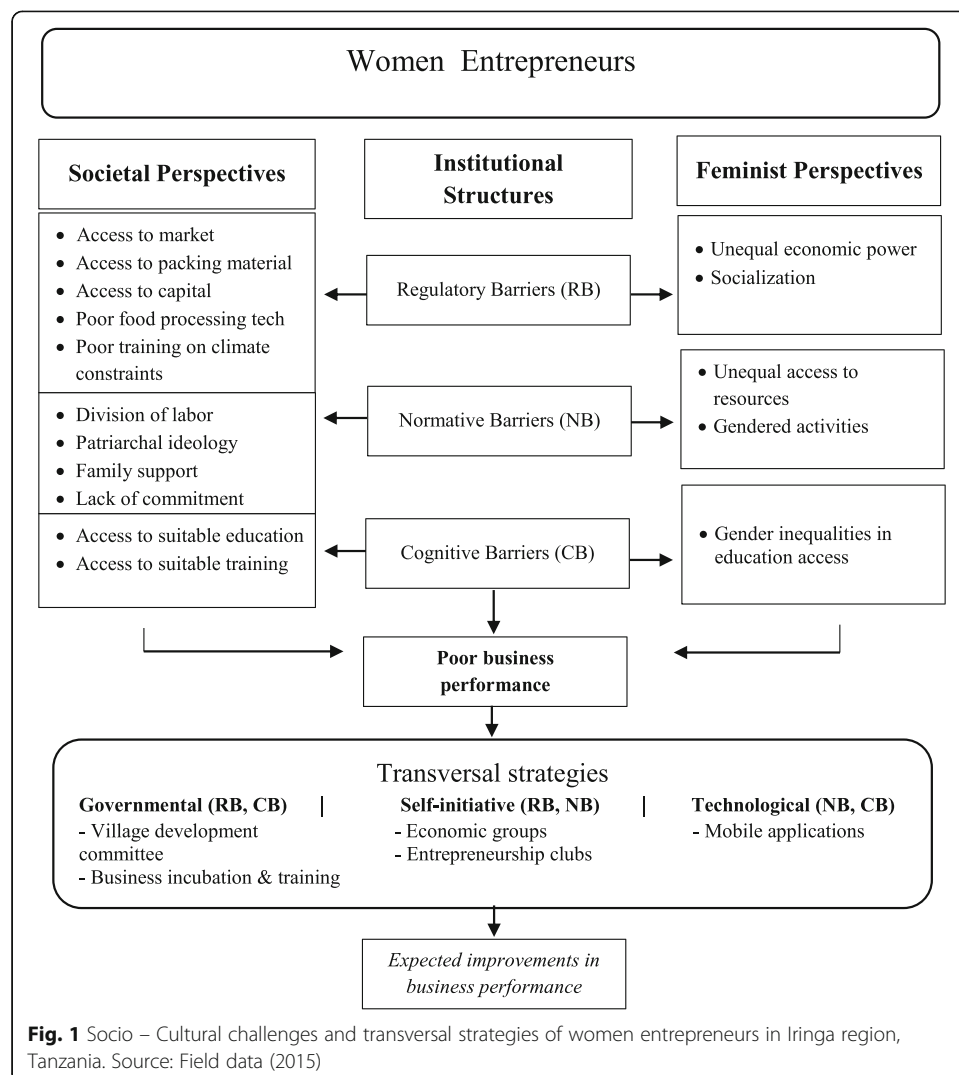 Women Entrepreneurs
Societal Perspectives
• Access to market
• Access to packing material
• Access to capital
• Poor food processing tech
• Poor training on climate
constraints
• Division of labor
• Patriarchal ideology
• Family support
• Lack of commitment
• Access to suitable education
• Access to suitable training
Institutional
Structures
Regulatory Barriers (RB)
Normative Barriers (NB)
Cognitive Barriers (CB)
Feminist Perspectives
• Unequal economic power
• Socialization
• Unequal access to
resources
• Gendered activities
• Gender inequalities in
education access
Poor business
performance
Transversal strategies
Governmental (RB, CB)
- Village development
committee
- Business incubation & training
Self-initiative (RB, NB)
- Economic groups
- Entrepreneurship clubs
Technological (NB, CB)
- Mobile applications
Expected improvements in
business performance
Fig. 1 Socio – Cultural challenges and transversal strategies of women entrepreneurs in Iringa region,
Tanzania. Source: Field data (2015)